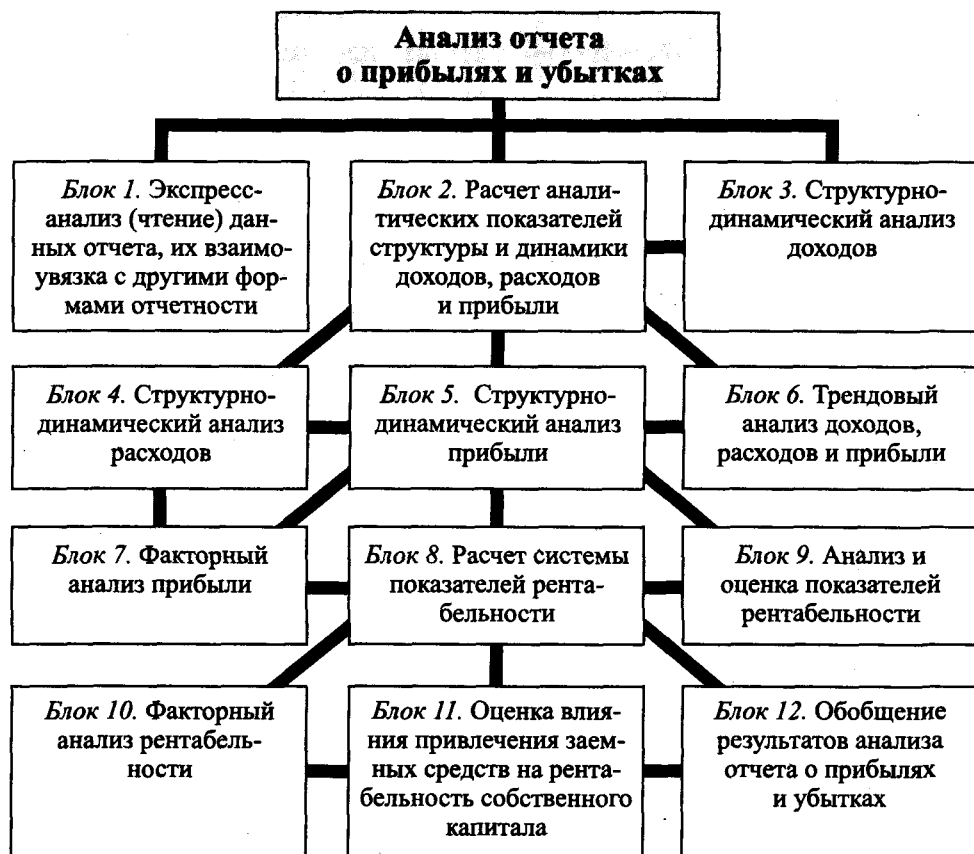 Анализ отчета
о прибылях и убытках
Блок 1. Экспресс-
анализ (чтение) дан-
ных отчета, их взаимо-
увязка с другими фор-
мами отчетности
Блок 2. Расчет анали-
тических показателей
структуры и динамики
доходов, расходов
и прибыли
Блок 3. Структурно-
динамический анализ
доходов
Блок 4. Структурно-
динамический анализ
расходов
Блок 5. Структурно-
динамический анализ
прибыли
Блок 6. Трендовый
анализ доходов,
расходов и прибыли
Блок 7. Факторный
анализ прибыли
Блок 8. Расчет системы
показателей рента-
бельности
Блок 9. Анализ и
оценка показателей
рентабельности
Блок 10. Факторный
анализ рентабель-
ности
Блок 11. Оценка влия-
ния привлечения заем-
ных средств на рента-
бельность собственного
капитала
Блок 12. Обобщение
результатов анализа
отчета о прибылях
и убытках